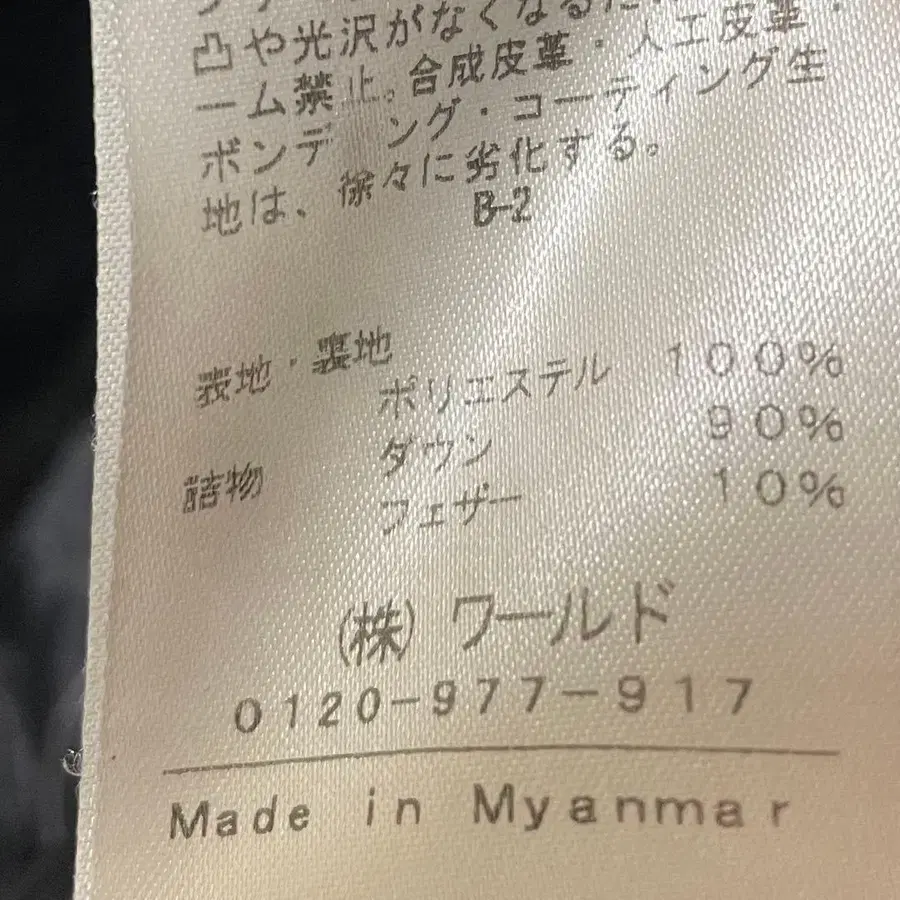 凸や光沢がなくなるた
ーム禁止。合成皮革・人工皮革・
ボンディング・コーティング生
地は、徐々に劣化する。
B-2
表地・裏地
ポリエステル 100%
ダウン 90%
詰物
フェザー 10%
(株)ワールド
0120-977-917
Made in Myanmar